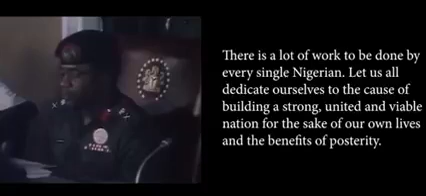 There is a lot of work to be done by
every single Nigerian. Let us all
dedicate ourselves to the cause of
building a strong, united and viable
nation for the sake of our own lives
and the benefits of posterity.